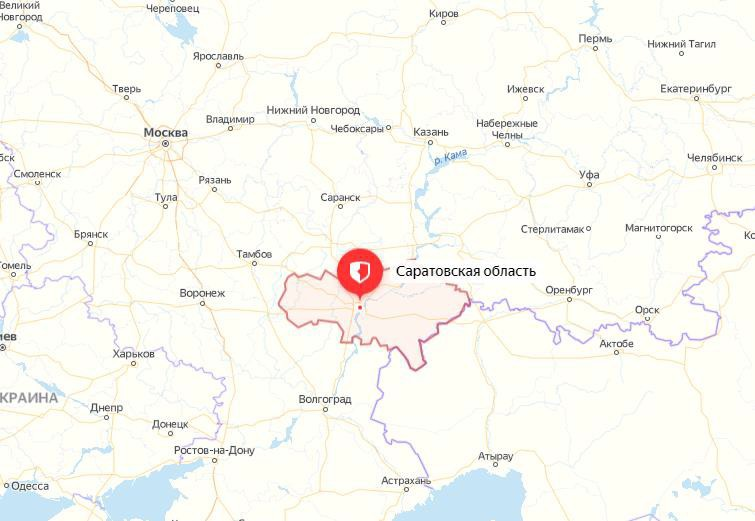 Великий
Новгород
Череповец
Киров
Пермь
Нижний Тагил
Ярославль
Тверь
Ижевск
Екатеринбург
Москва
Владимир
Нижний Новгород
Чебоксары
Казань
Набережные
Челны
р. Кама
Челябинск
Смоленск
Рязань
Уфа
Тула
Саранск
Брянск
Стерлитамак
Магнитогорск
Тамбов
Гомель
Саратовская область
Воронеж
Оренбург
Орск
Актобе
Харьков
КРАИНА
Волгоград
Днепр
Донецк
Ростов-на-Дону
Атырау
Одесса
Астрахань